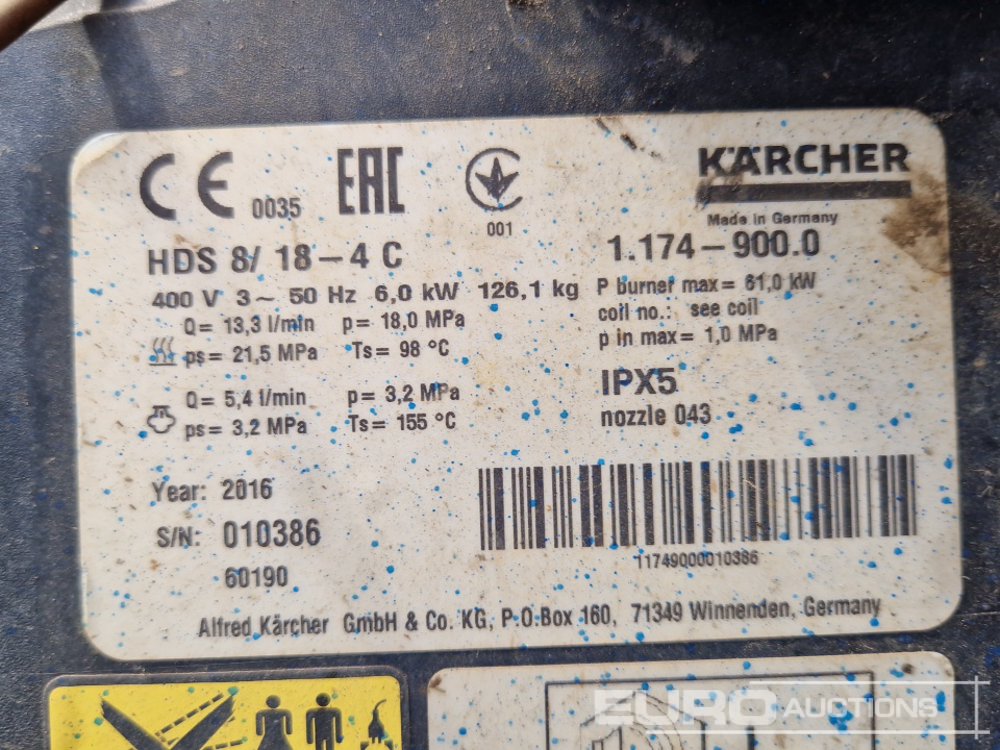 CE 0035 EAC 001 KÄRCHER
Made in Germany
HDS 8/ 18-4 C 1.174-900.0
400 V 3~ 50 Hz 6,0 kW 126,1 kg P burner max= 61,0 kW
Q= 13,3 l/min p= 18,0 MPa coil no.: see coil
ps= 21,5 MPa Ts= 98 °C p in max= 1,0 MPa
Q= 5,4 l/min p= 3,2 MPa IPX5
ps= 3,2 MPa Ts= 155 °C nozzle 043
Year: 2016
S/N: 010386
11749000010386
60190
Alfred Kärcher GmbH & Co. KG, P.O.Box 160, 71349 Winnenden, Germany
EURO AUCTIONS